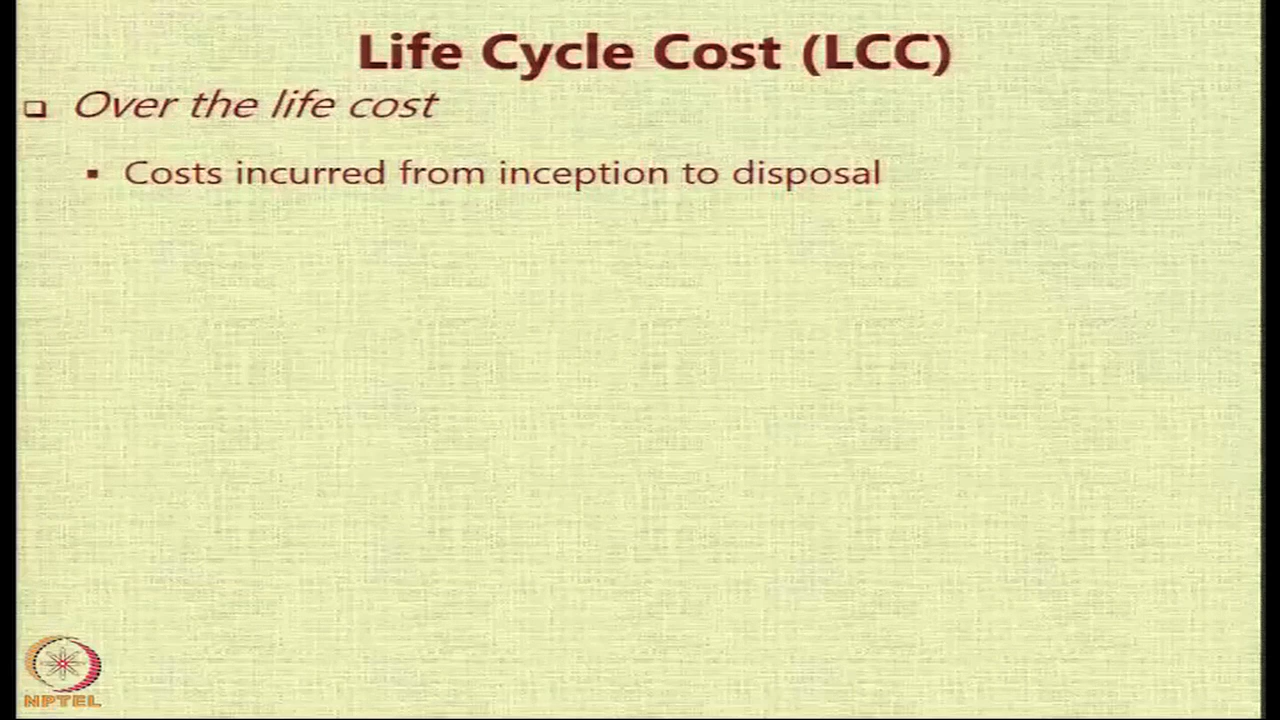 Life Cycle Cost (LCC)
Over the life cost
Costs incurred from inception to disposal
NPTEL